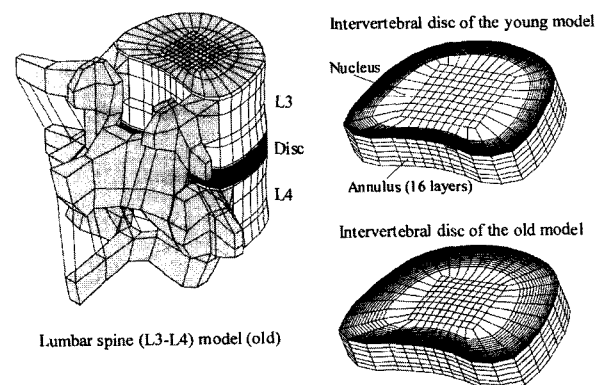 Intervertebral disc of the young model
Nucleus
L3
Disc
L4
Annulus (16 layers)
Intervertebral disc of the old model
Lumbar spine (L3-L4) model (old)